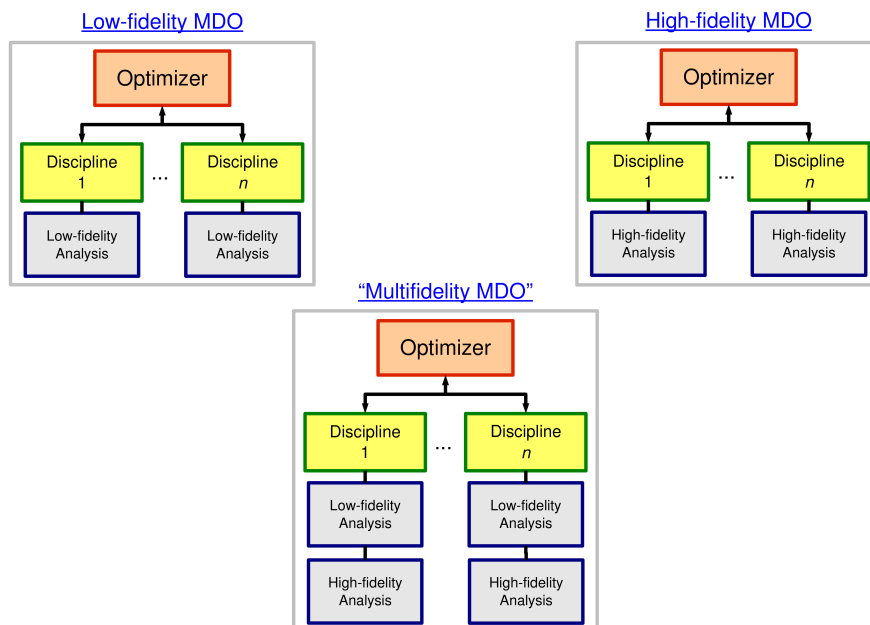 Low-fidelity MDO
Optimizer
Discipline
1
...
Discipline
n
Low-fidelity
Analysis
Low-fidelity
Analysis
High-fidelity MDO
Optimizer
Discipline
1
...
Discipline
n
High-fidelity
Analysis
High-fidelity
Analysis
“Multifidelity MDO”
Optimizer
Discipline
1
...
Discipline
n
Low-fidelity
Analysis
Low-fidelity
Analysis
High-fidelity
Analysis
High-fidelity
Analysis